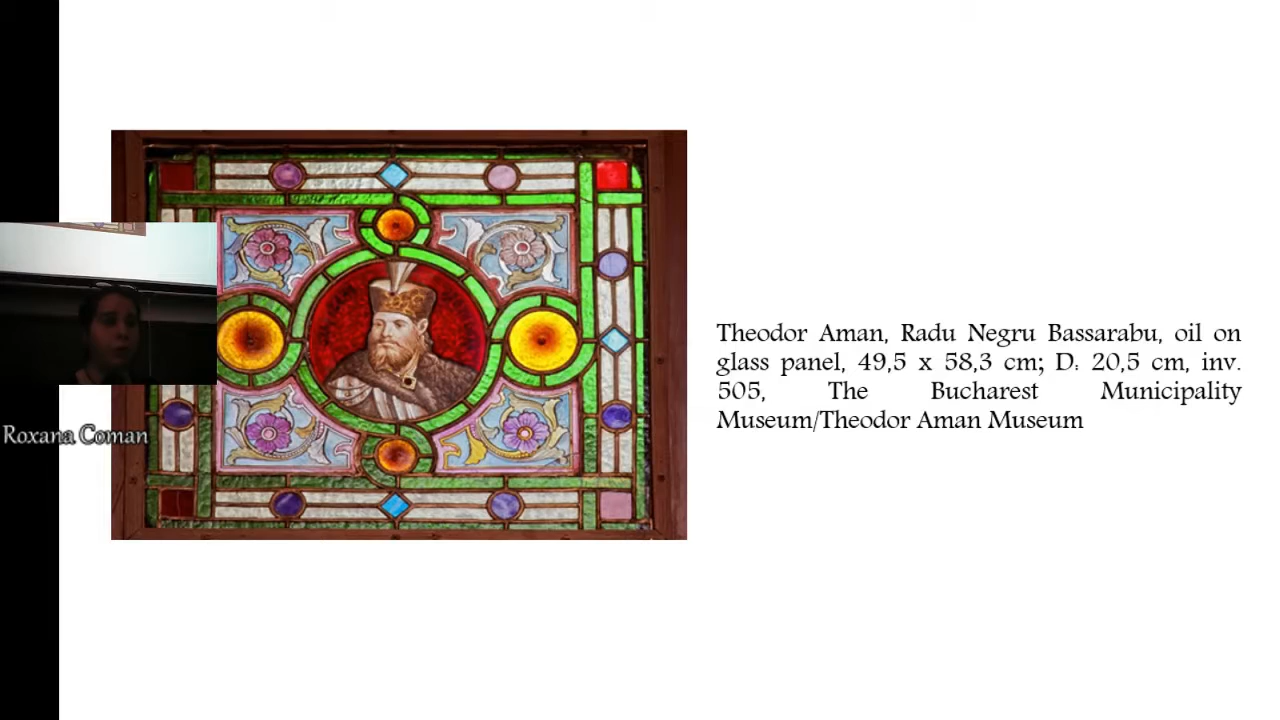 Theodor Aman, Radu Negru Bassarabu, oil on
glass panel, 49,5 x 58,3 cm; D. 20,5 cm, inv.
505, The Bucharest Municipality
Museum/Theodor Aman Museum
Roxana Coman